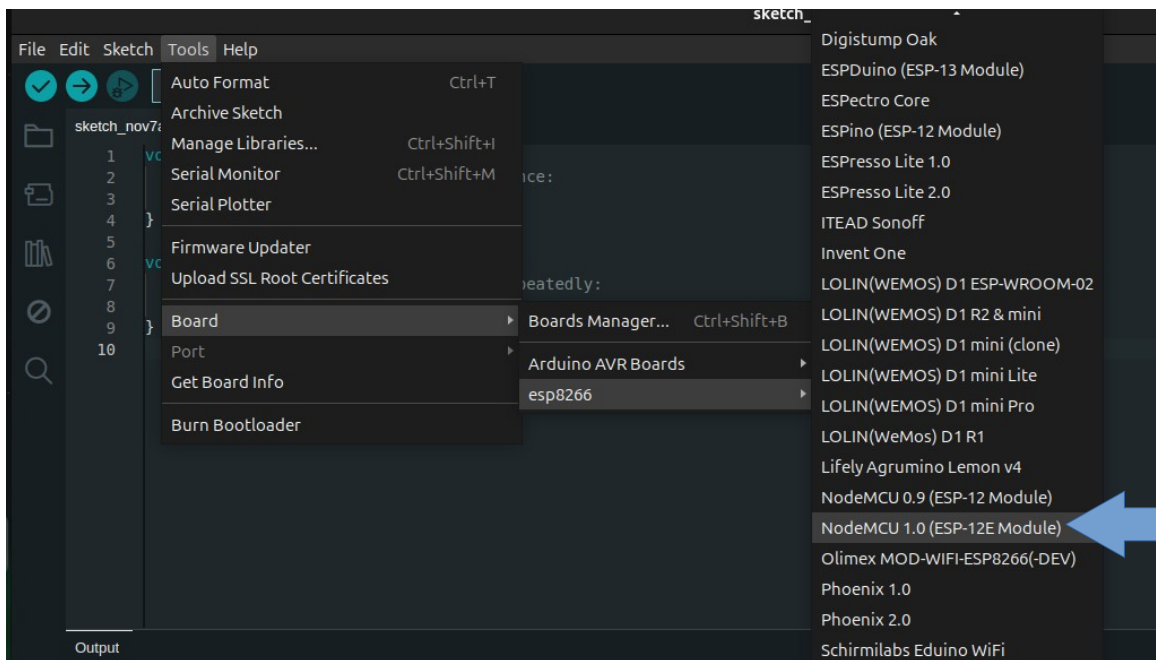 sketch_
File Edit Sketch Tools Help
sketch_nov7a
1 vo
2 nce:
3
4 }
5
6 vo
7 peatedly:
8
9 }
10
Auto Format Ctrl+T
Archive Sketch
Manage Libraries... Ctrl+Shift+I
Serial Monitor Ctrl+Shift+M
Serial Plotter
Firmware Updater
Upload SSL Root Certificates
Board
Port
Get Board Info
Burn Bootloader
Boards Manager... Ctrl+Shift+B
Arduino AVR Boards
esp8266
Digistump Oak
ESPDuino (ESP-13 Module)
ESPectro Core
ESPino (ESP-12 Module)
ESPresso Lite 1.0
ESPresso Lite 2.0
ITEAD Sonoff
Invent One
LOLIN(WEMOS) D1 ESP-WROOM-02
LOLIN(WEMOS) D1 R2 & mini
LOLIN(WEMOS) D1 mini (clone)
LOLIN(WEMOS) D1 mini Lite
LOLIN(WEMOS) D1 mini Pro
LOLIN(WeMos) D1 R1
Lifely Agrumino Lemon v4
NodeMCU 0.9 (ESP-12 Module)
NodeMCU 1.0 (ESP-12E Module)
Olimex MOD-WIFI-ESP8266(-DEV)
Phoenix 1.0
Phoenix 2.0
Schirmilabs Eduino WiFi
Output